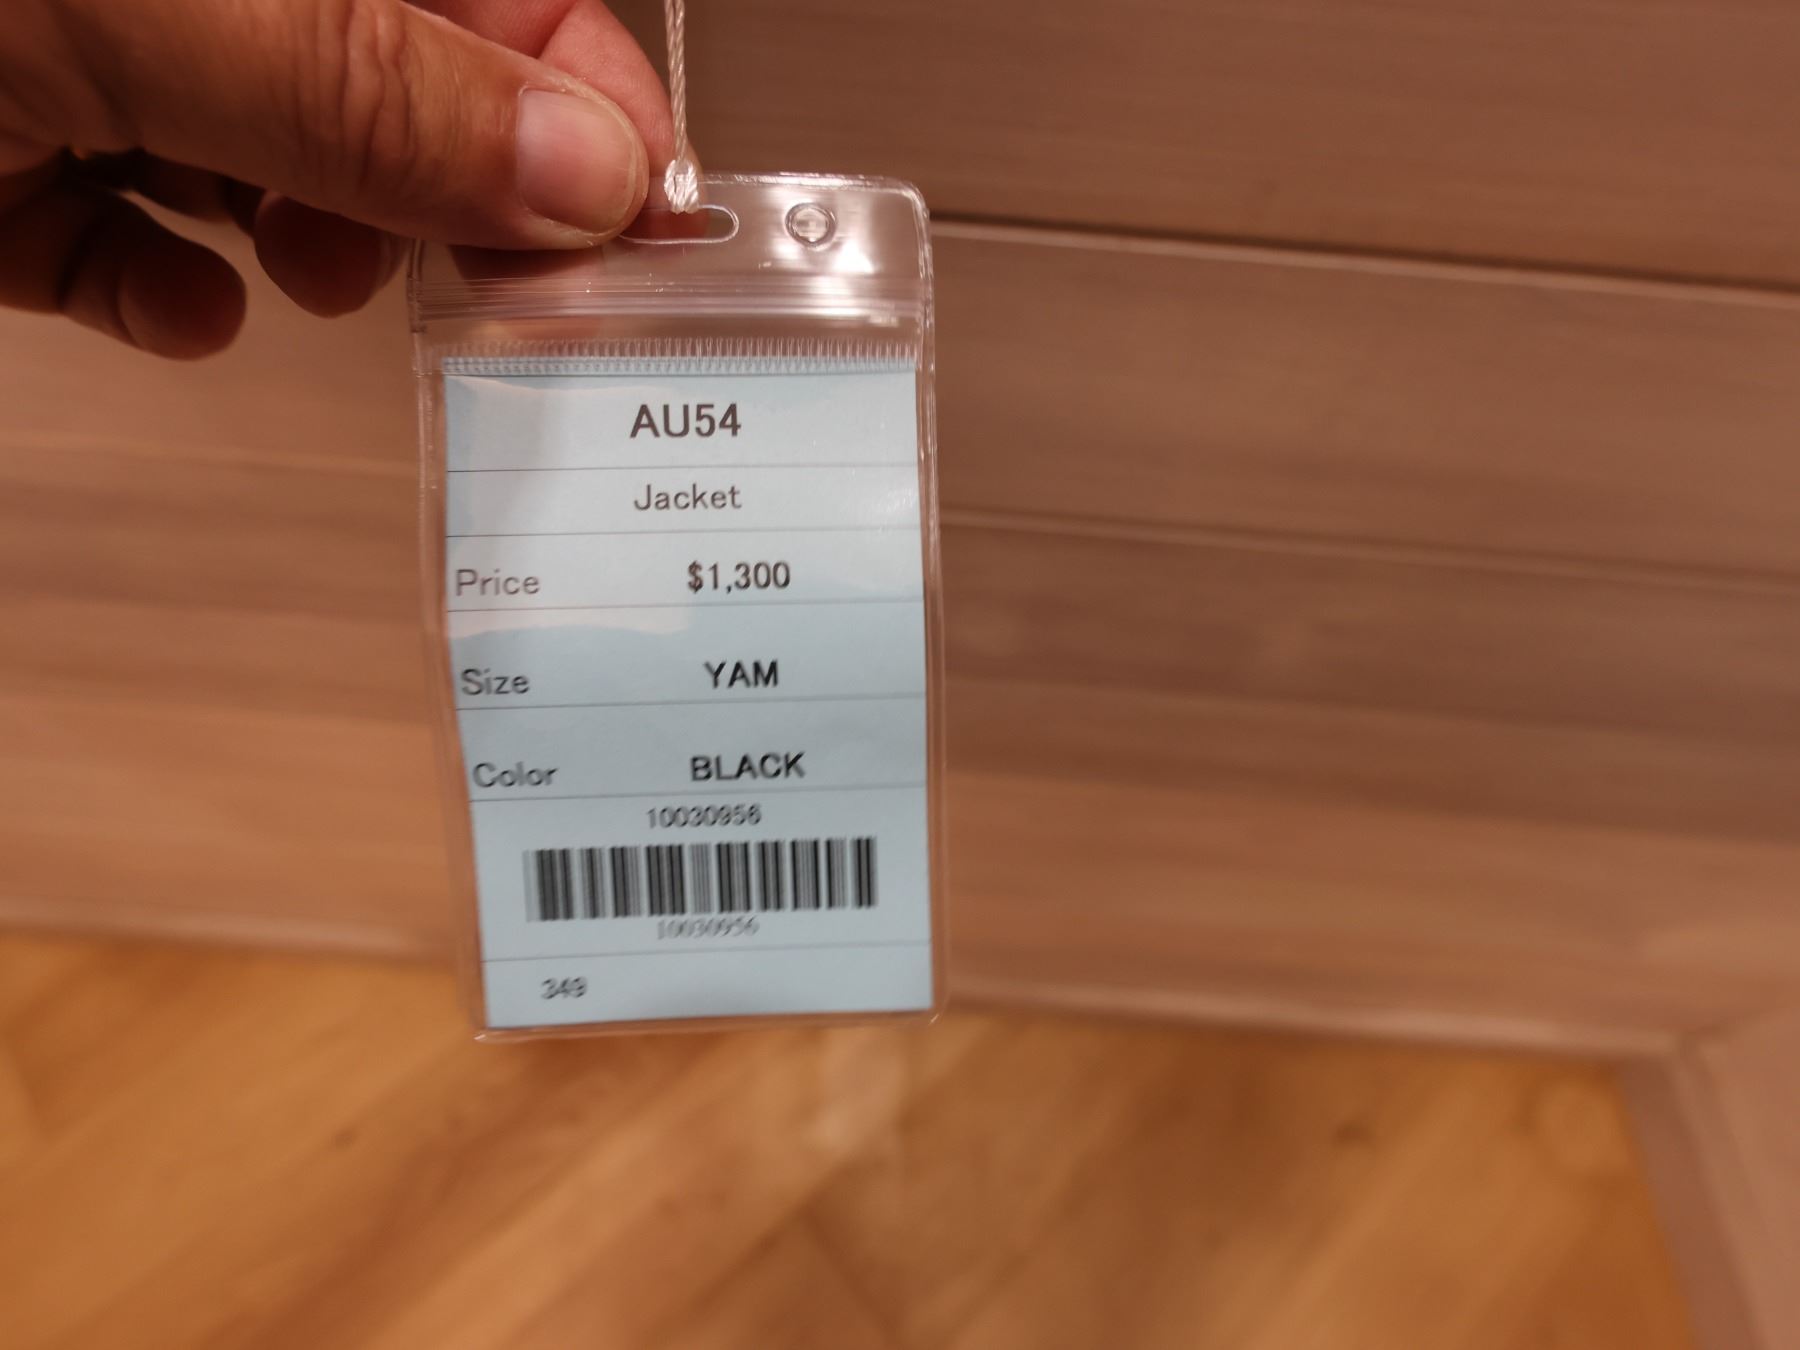 AU54
Jacket
Price $1,300
Size YAM
Color BLACK
10030956
10030956
349